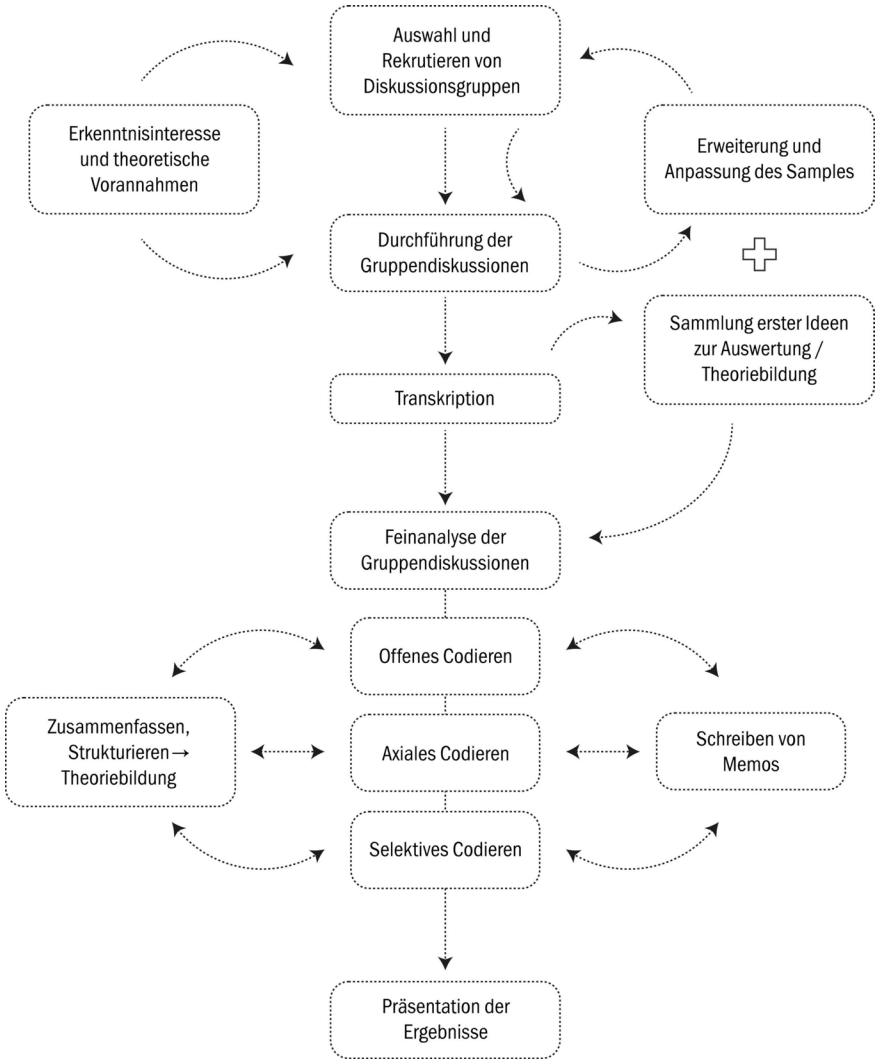 Auswahl und
Rekrutieren von
Diskussionsgruppen
Erkenntnisinteresse
und theoretische
Vorannahmen
Erweiterung und
Anpassung des Samples
Durchführung der
Gruppendiskussionen
Sammlung erster Ideen
zur Auswertung /
Theoriebildung
Transkription
Feinanalyse der
Gruppendiskussionen
Offenes Codieren
Zusammenfassen,
Strukturieren→
Theoriebildung
Axiales Codieren
Schreiben von
Memos
Selektives Codieren
Präsentation der
Ergebnisse